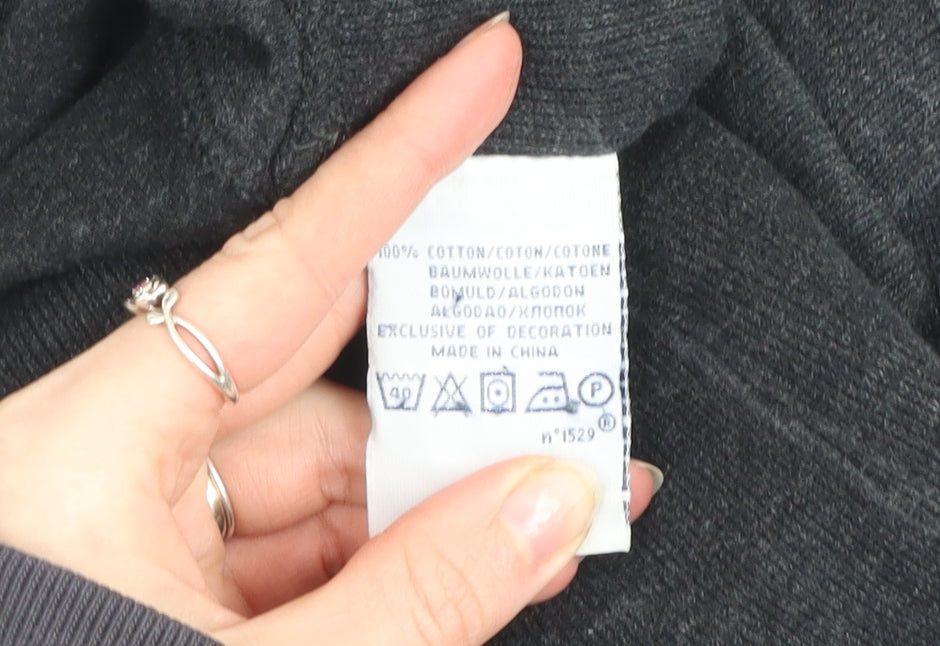 100% COTTON/COTON/COTONE
BAUMWOLLE/KATOEN
BOMULD/ALGODON
ALGODAO/ХЛОПОК
EXCLUSIVE OF DECORATION
MADE IN CHINA
40 P
®
n°1529